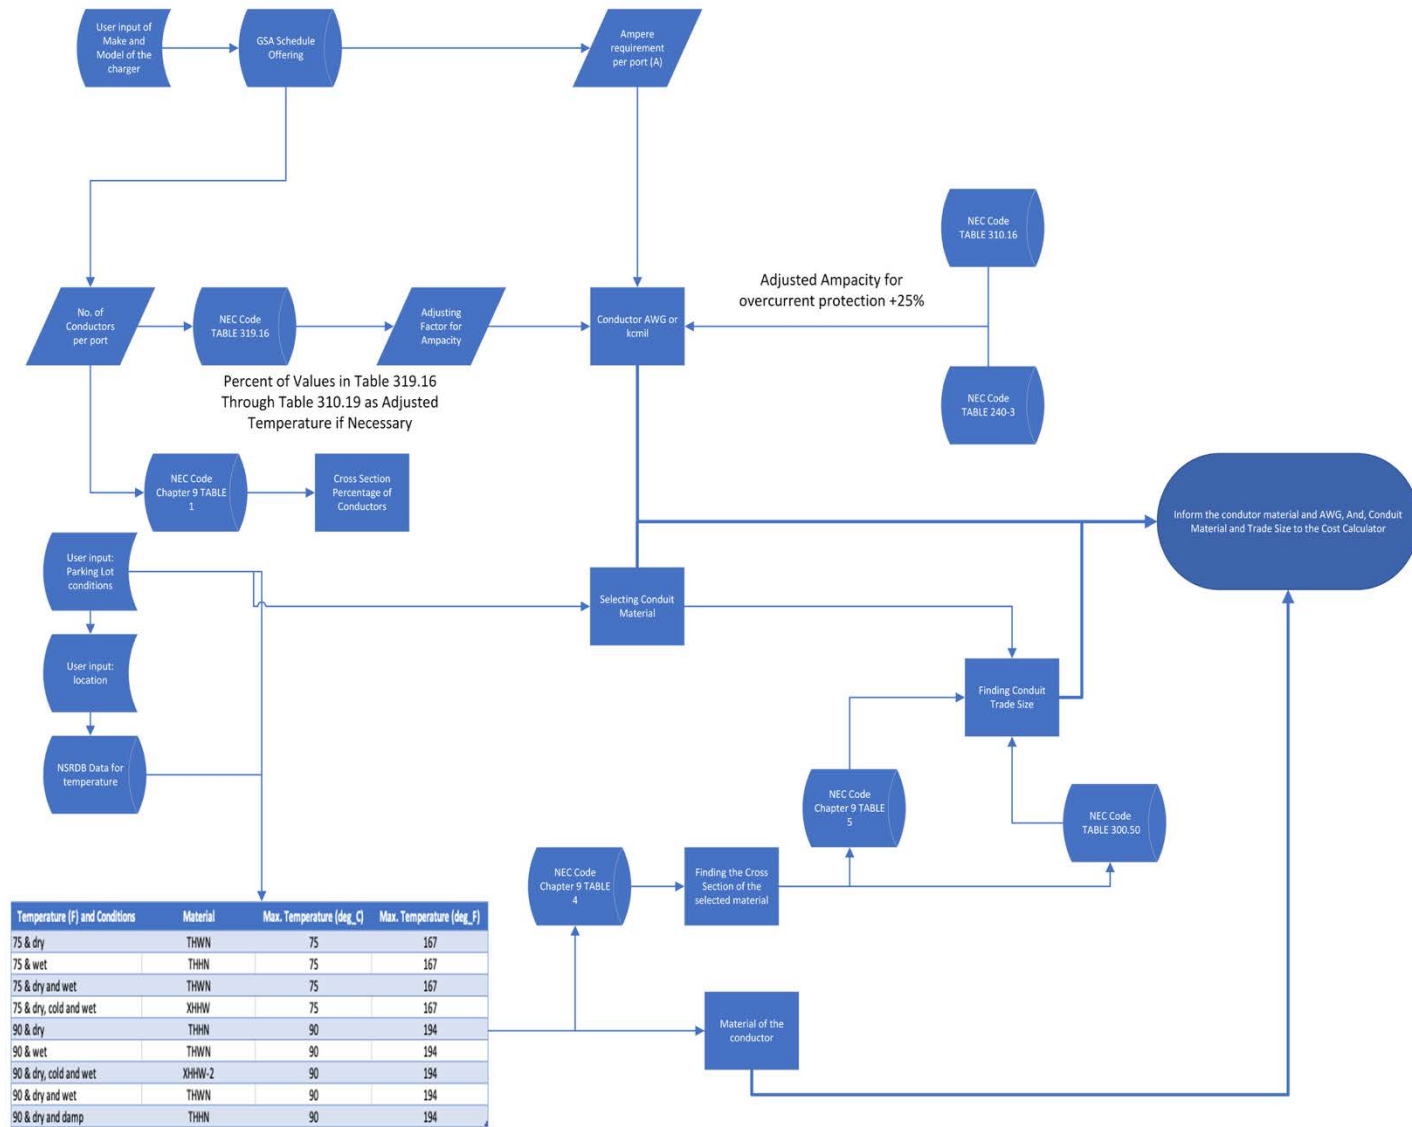 User input of
Make and
Model of the
charger
GSA Schedule
Offering
Ampere
requirement
per port (A)
NEC Code
TABLE 310.16
Adjusted Ampacity for
overcurrent protection +25%
No. of
Conductors
per port
NEC Code
TABLE 319.16
Adjusting
Factor for
Ampacity
Conductor AWG or
kcmil
Percent of Values in Table 319.16
Through Table 310.19 as Adjusted
Temperature if Necessary
NEC Code
TABLE 240-3
NEC Code
Chapter 9 TABLE
1
Cross Section
Percentage of
Conductors
Inform the condutor material and AWG, And, Conduit
Material and Trade Size to the Cost Calculator
User input:
Parking Lot
conditions
Selecting Conduit
Material
User input:
location
Finding Conduit
Trade Size
NSRDB Data for
temperature
NEC Code
Chapter 9 TABLE
5
NEC Code
TABLE 300.50
NEC Code
Chapter 9 TABLE
4
Finding the Cross
Section of the
selected material
Temperature (F) and Conditions Material Max. Temperature (deg_C) Max. Temperature (deg_F)
75 & dry THWN 75 167
75 & wet THHN 75 167
75 & dry and wet THWN 75 167
75 & dry, cold and wet XHHW 75 167
90 & dry THHN 90 194
90 & wet THWN 90 194
90 & dry, cold and wet XHHW-2 90 194
90 & dry and wet THWN 90 194
90 & dry and damp THHN 90 194
Material of the
conductor